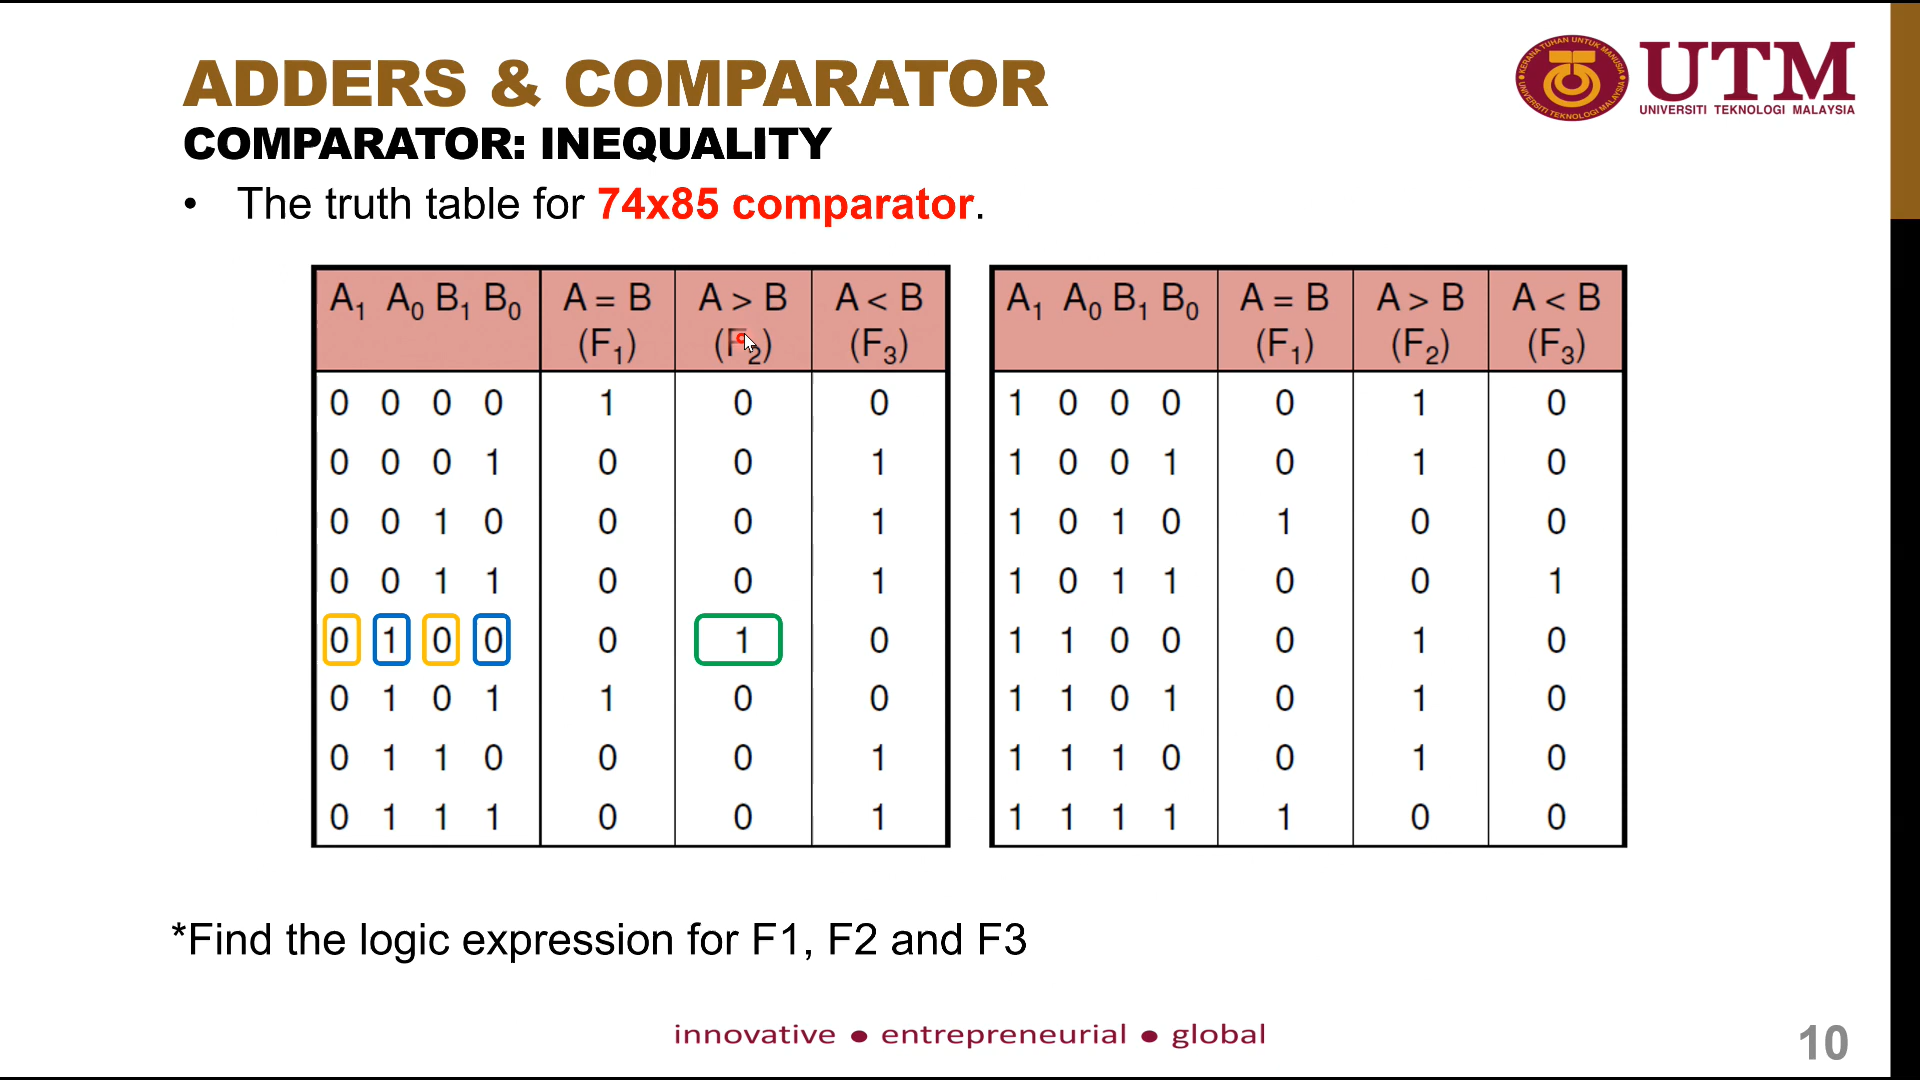 ADDERS & COMPARATOR
COMPARATOR: INEQUALITY
• The truth table for 74x85 comparator.
KERANA TUHAN UNTUK MANUSIA
UNIVERSITI TEKNOLOGI MALAYSIA
UTM
UNIVERSITI TEKNOLOGI MALAYSIA
A₁ A₀ B₁ B₀ A = B (F₁) A > B (F₂) A < B (F₃)
0 0 0 0 1 0 0
0 0 0 1 0 0 1
0 0 1 0 0 0 1
0 0 1 1 0 0 1
0 1 0 0 0 1 0
0 1 0 1 1 0 0
0 1 1 0 0 0 1
0 1 1 1 0 0 1
A₁ A₀ B₁ B₀ A = B (F₁) A > B (F₂) A < B (F₃)
1 0 0 0 0 1 0
1 0 0 1 0 1 0
1 0 1 0 1 0 0
1 0 1 1 0 0 1
1 1 0 0 0 1 0
1 1 0 1 0 1 0
1 1 1 0 0 1 0
1 1 1 1 1 0 0
*Find the logic expression for F1, F2 and F3
innovative ● entrepreneurial ● global
10